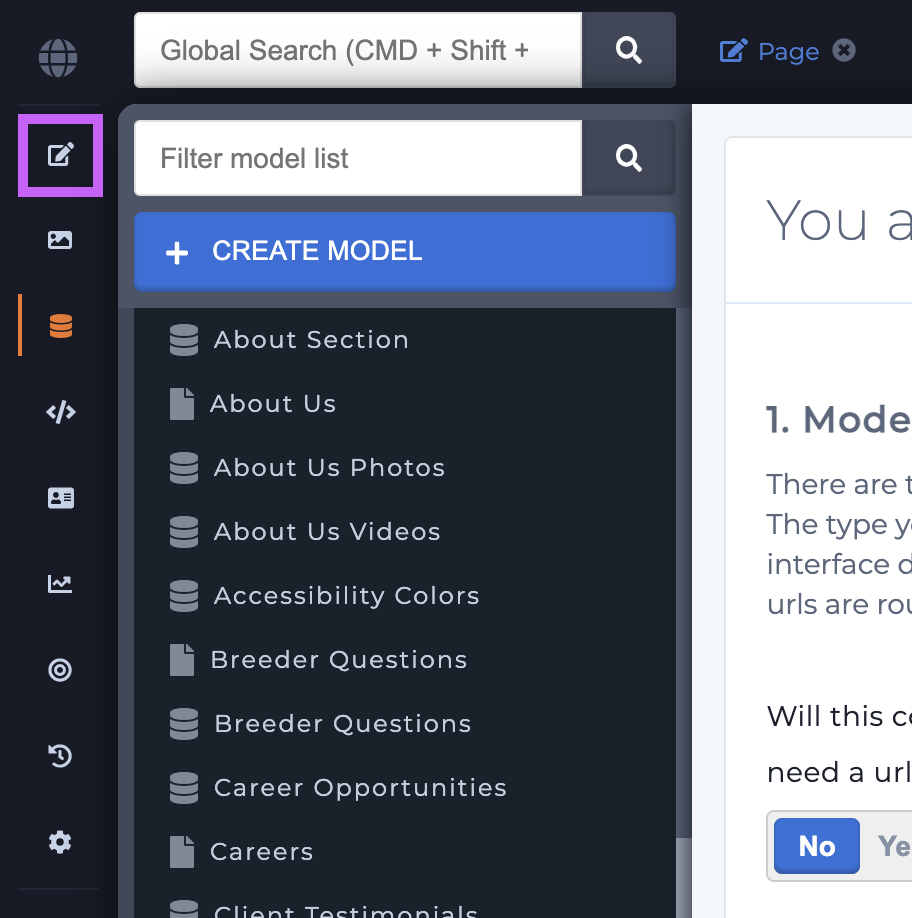 Global Search (CMD + Shift +
Page
Filter model list
CREATE MODEL
About Section
About Us
About Us Photos
About Us Videos
Accessibility Colors
Breeder Questions
Breeder Questions
Career Opportunities
Careers
Client Testimonials
You a
1. Mode
There are t
The type y
interface d
urls are rou
Will this c
need a url
No Ye